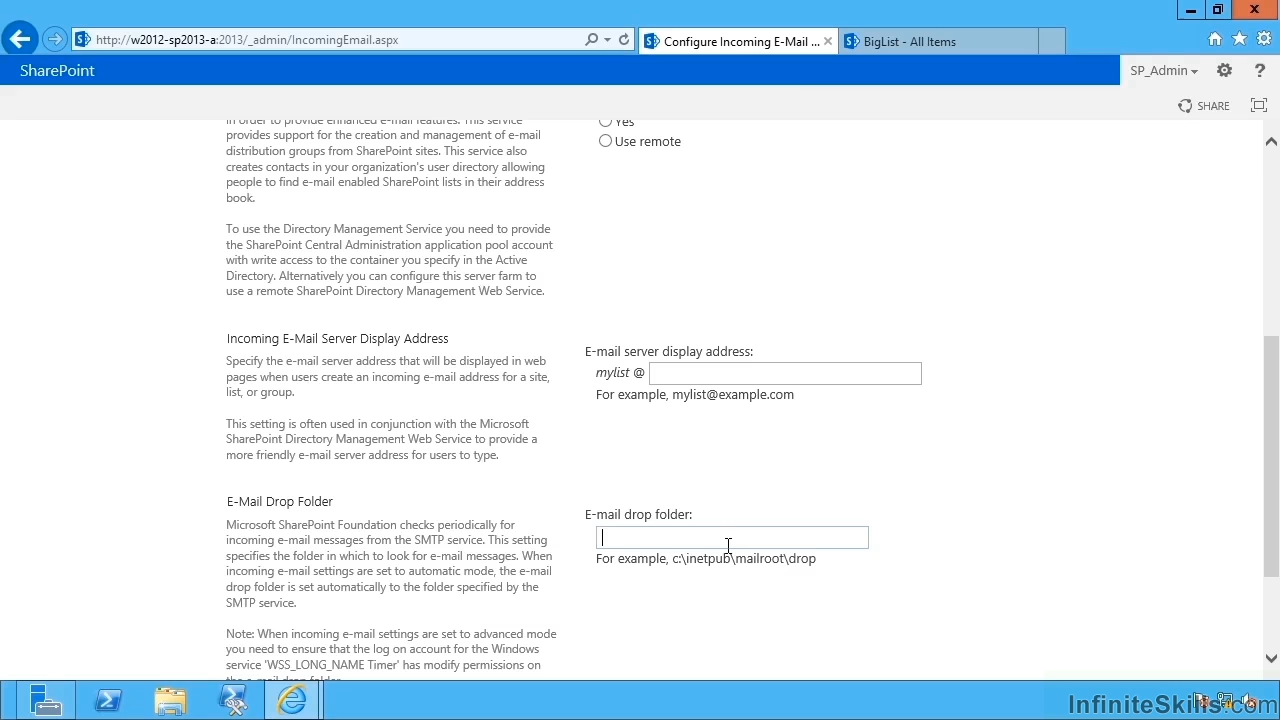 http://w2012-sp2013-a:2013/_admin/IncomingEmail.aspx
Configure Incoming E-Mail ...
BigList - All Items
SharePoint
SP_Admin
?
SHARE
in order to provide enhanced e-mail features. This service
provides support for the creation and management of e-mail
distribution groups from SharePoint sites. This service also
creates contacts in your organization's user directory allowing
people to find e-mail enabled SharePoint lists in their address
book.
Yes
Use remote
To use the Directory Management Service you need to provide
the SharePoint Central Administration application pool account
with write access to the container you specify in the Active
Directory. Alternatively you can configure this server farm to
use a remote SharePoint Directory Management Web Service.
Incoming E-Mail Server Display Address
Specify the e-mail server address that will be displayed in web
pages when users create an incoming e-mail address for a site,
list, or group.
This setting is often used in conjunction with the Microsoft
SharePoint Directory Management Web Service to provide a
more friendly e-mail server address for users to type.
E-mail server display address:
mylist @
For example, mylist@example.com
E-Mail Drop Folder
Microsoft SharePoint Foundation checks periodically for
incoming e-mail messages from the SMTP service. This setting
specifies the folder in which to look for e-mail messages. When
incoming e-mail settings are set to automatic mode, the e-mail
drop folder is set automatically to the folder specified by the
SMTP service.
Note: When incoming e-mail settings are set to advanced mode
you need to ensure that the log on account for the Windows
service 'WSS_LONG_NAME Timer' has modify permissions on
the e-mail drop folder.
E-mail drop folder:
For example, c:\inetpub\mailroot\drop
InfiniteSkills.com